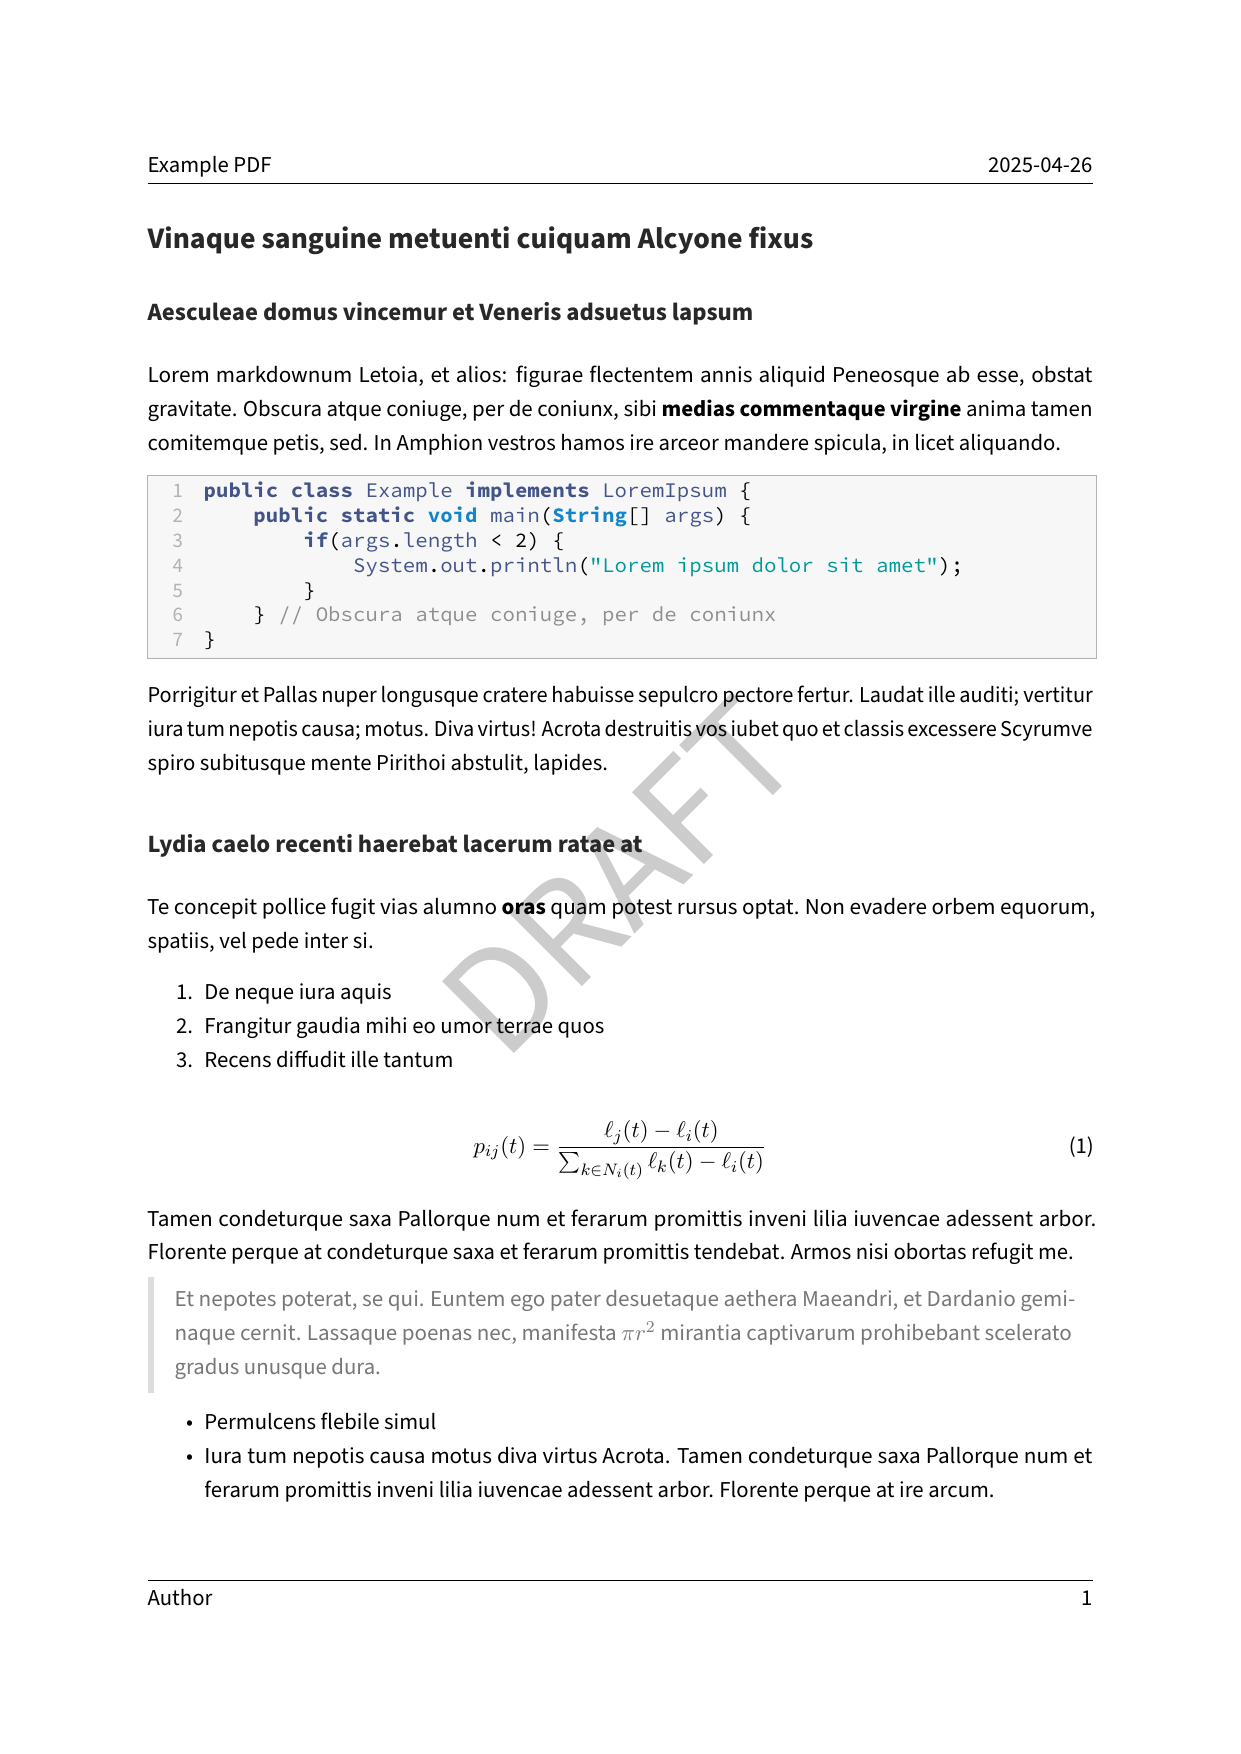 Example PDF 2025-04-26
Vinaque sanguine metuenti cuiquam Alcyone fixus
Aesculeae domus vincemur et Veneris adsuetus lapsum
Lorem markdownum Letoia, et alios: figurae flectentem annis aliquid Peneosque ab esse, obstat
gravitate. Obscura atque coniuge, per de coniunx, sibi medias commentaque virgine anima tamen
comitemque petis, sed. In Amphion vestros hamos ire arceor mandere spicula, in licet aliquando.
1 public class Example implements LoremIpsum {
2     public static void main(String[] args) {
3         if(args.length < 2) {
4             System.out.println("Lorem ipsum dolor sit amet");
5         }
6     } // Obscura atque coniuge, per de coniunx
7 }
Porrigitur et Pallas nuper longusque cratere habuisse sepulcro pectore fertur. Laudat ille auditi; vertitur
iura tum nepotis causa; motus. Diva virtus! Acrota destruitis vos iubet quo et classis excessere Scyrumve
spiro subitusque mente Pirithoi abstulit, lapides.
DRAFT
Lydia caelo recenti haerebat lacerum ratae at
Te concepit pollice fugit vias alumno oras quam potest rursus optat. Non evadere orbem equorum,
spatiis, vel pede inter si.
1. De neque iura aquis
2. Frangitur gaudia mihi eo umor terrae quos
3. Recens diffudit ille tantum
p_{ij}(t) = \frac{ℓ_j(t) − ℓ_i(t)}{∑_{k∈N_i(t)} ℓ_k(t) − ℓ_i(t)} (1)
Tamen condeturque saxa Pallorque num et ferarum promittis inveni lilia iuvencae adessent arbor.
Florente perque at condeturque saxa et ferarum promittis tendebat. Armos nisi obortas refugit me.
Et nepotes poterat, se qui. Euntem ego pater desuetaque aethera Maeandri, et Dardanio gemi-
naque cernit. Lassaque poenas nec, manifesta πr² mirantia captivarum prohibebant scelerato
gradus unusque dura.
• Permulcens flebile simul
• Iura tum nepotis causa motus diva virtus Acrota. Tamen condeturque saxa Pallorque num et
ferarum promittis inveni lilia iuvencae adessent arbor. Florente perque at ire arcum.
Author 1